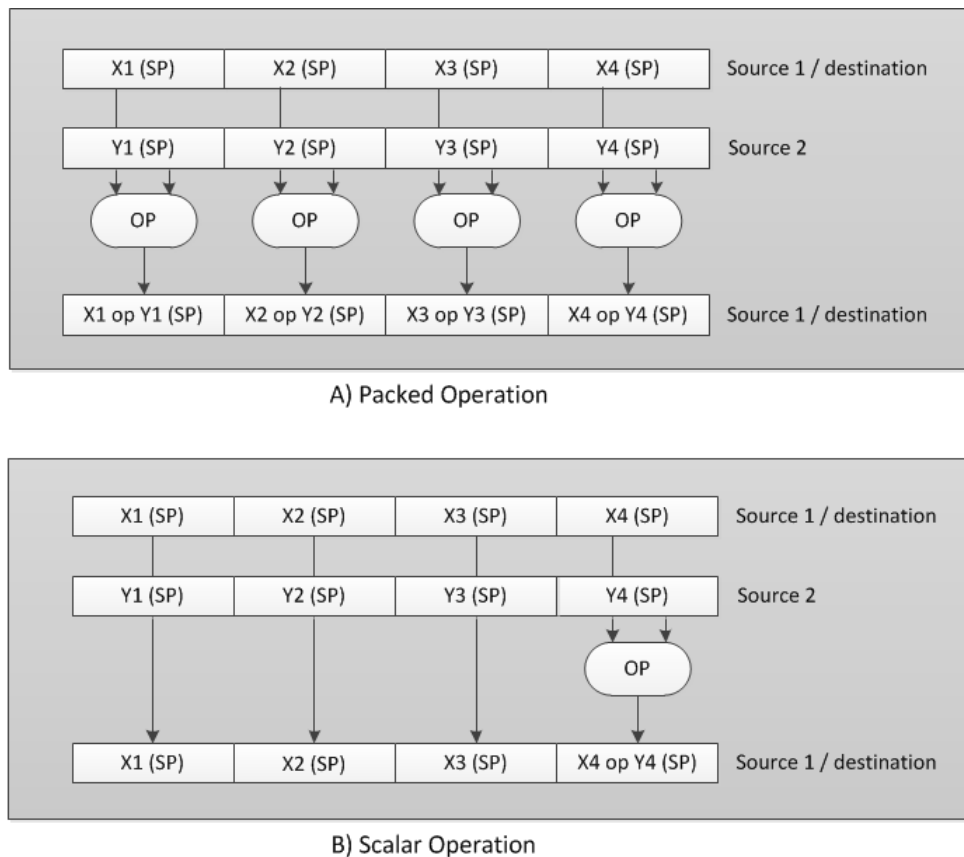 X1 (SP) X2 (SP) X3 (SP) X4 (SP) Source 1 / destination
Y1 (SP) Y2 (SP) Y3 (SP) Y4 (SP) Source 2
OP OP OP OP
X1 op Y1 (SP) X2 op Y2 (SP) X3 op Y3 (SP) X4 op Y4 (SP) Source 1 / destination
A) Packed Operation
X1 (SP) X2 (SP) X3 (SP) X4 (SP) Source 1 / destination
Y1 (SP) Y2 (SP) Y3 (SP) Y4 (SP) Source 2
OP
X1 (SP) X2 (SP) X3 (SP) X4 op Y4 (SP) Source 1 / destination
B) Scalar Operation